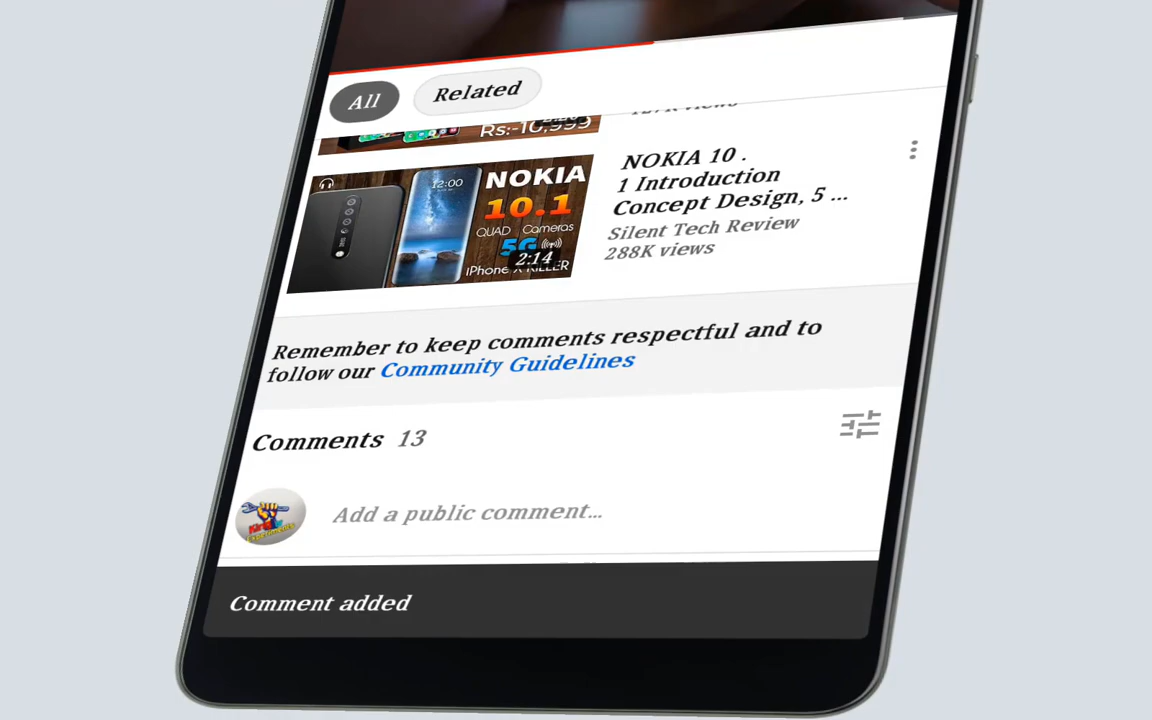 All
Related
Rs:-10,999
NOKIA
10.1
QUAD Cameras
5G
iPhone X KILLER
12:00
2:14
NOKIA 10 .
1 Introduction
Concept Design, 5 ...
Silent Tech Review
288K views
Remember to keep comments respectful and to
follow our Community Guidelines
Comments 13
Add a public comment...
Comment added